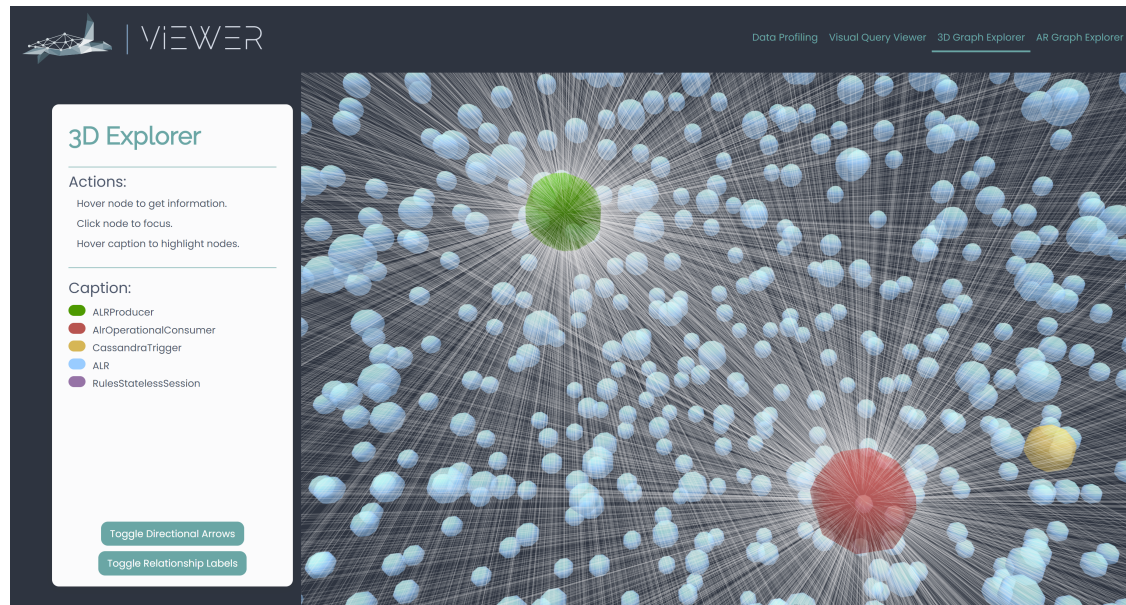 ViEWER
Data Profiling Visual Query Viewer 3D Graph Explorer AR Graph Explorer
3D Explorer
Actions:
Hover node to get information.
Click node to focus.
Hover caption to highlight nodes.
Caption:
ALRProducer
AlrOperationalConsumer
CassandraTrigger
ALR
RulesStatelessSession
Toggle Directional Arrows
Toggle Relationship Labels